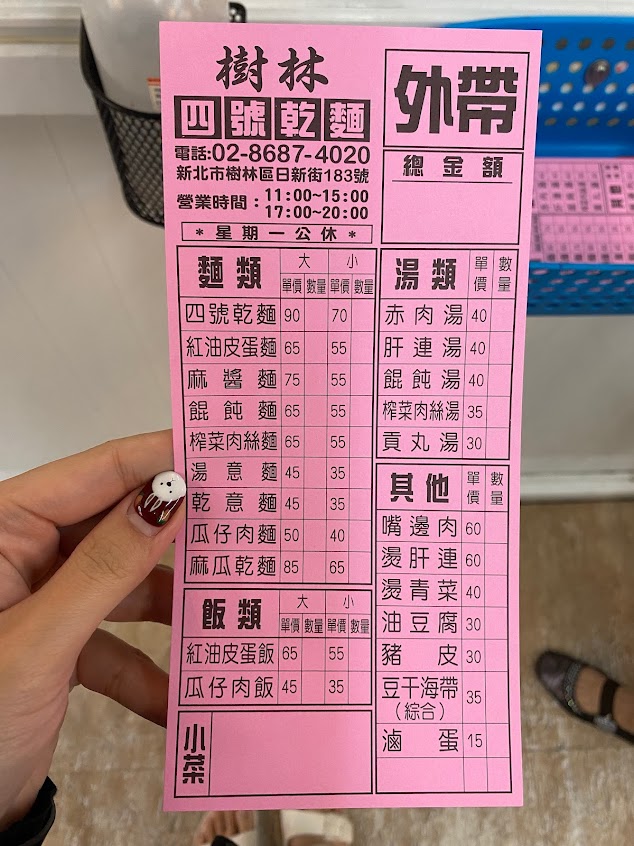 樹林
四號乾麵
電話:02-8687-4020
新北市樹林區日新街183號
營業時間：11:00~15:00
17:00~20:00
＊星期一公休＊
外帶
總金額
麵類 大 小
單價 數量 單價 數量
四號乾麵 90 70
紅油皮蛋麵 65 55
麻醬麵 75 55
餛飩麵 65 55
榨菜肉絲麵 65 55
湯意麵 45 35
乾意麵 45 35
瓜仔肉麵 50 40
麻瓜乾麵 85 65
飯類 大 小
單價 數量 單價 數量
紅油皮蛋飯 65 55
瓜仔肉飯 45 35
小菜
湯類 單價 數量
赤肉湯 40
肝連湯 40
餛飩湯 40
榨菜肉絲湯 35
貢丸湯 30
其他 單價 數量
嘴邊肉 60
燙肝連 60
燙青菜 40
油豆腐 30
豬皮 30
豆干海帶 35
(綜合)
滷蛋 15